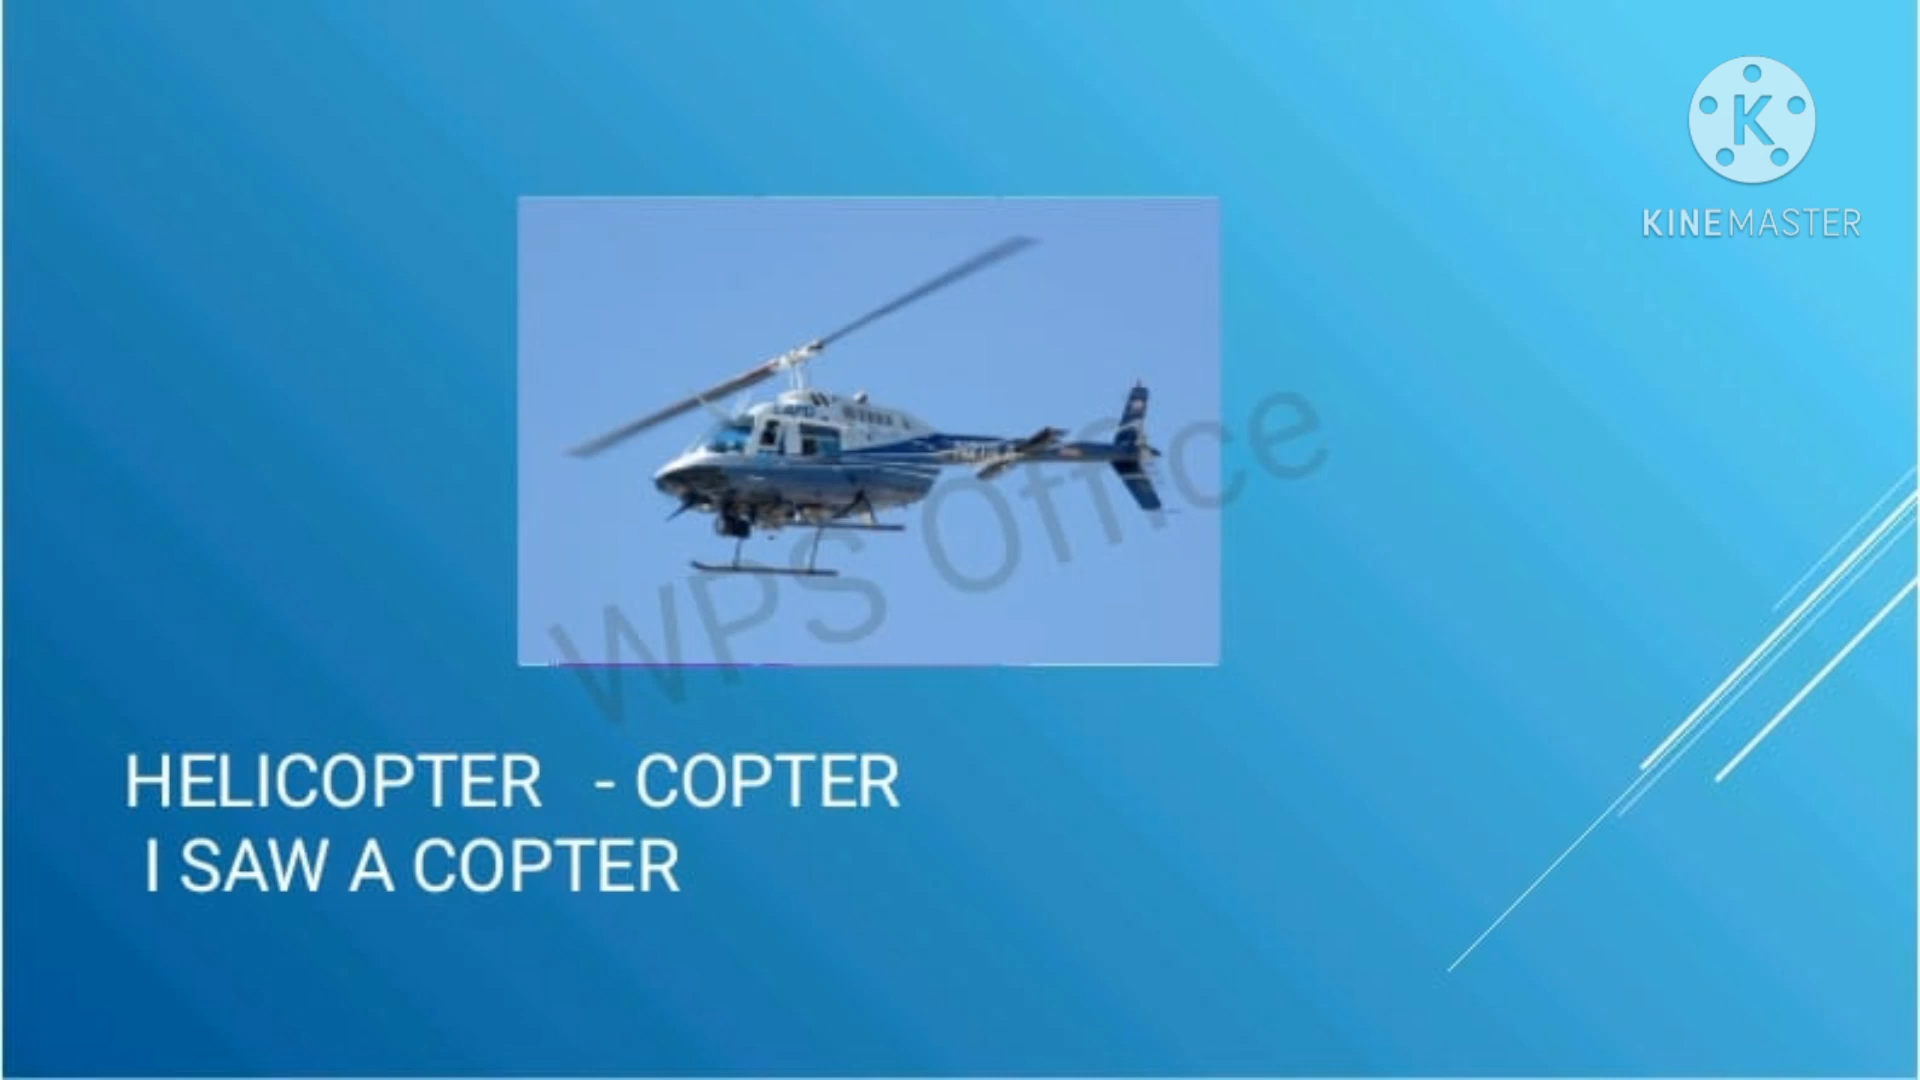 K
KINEMASTER
WPS Office
HELICOPTER - COPTER
I SAW A COPTER